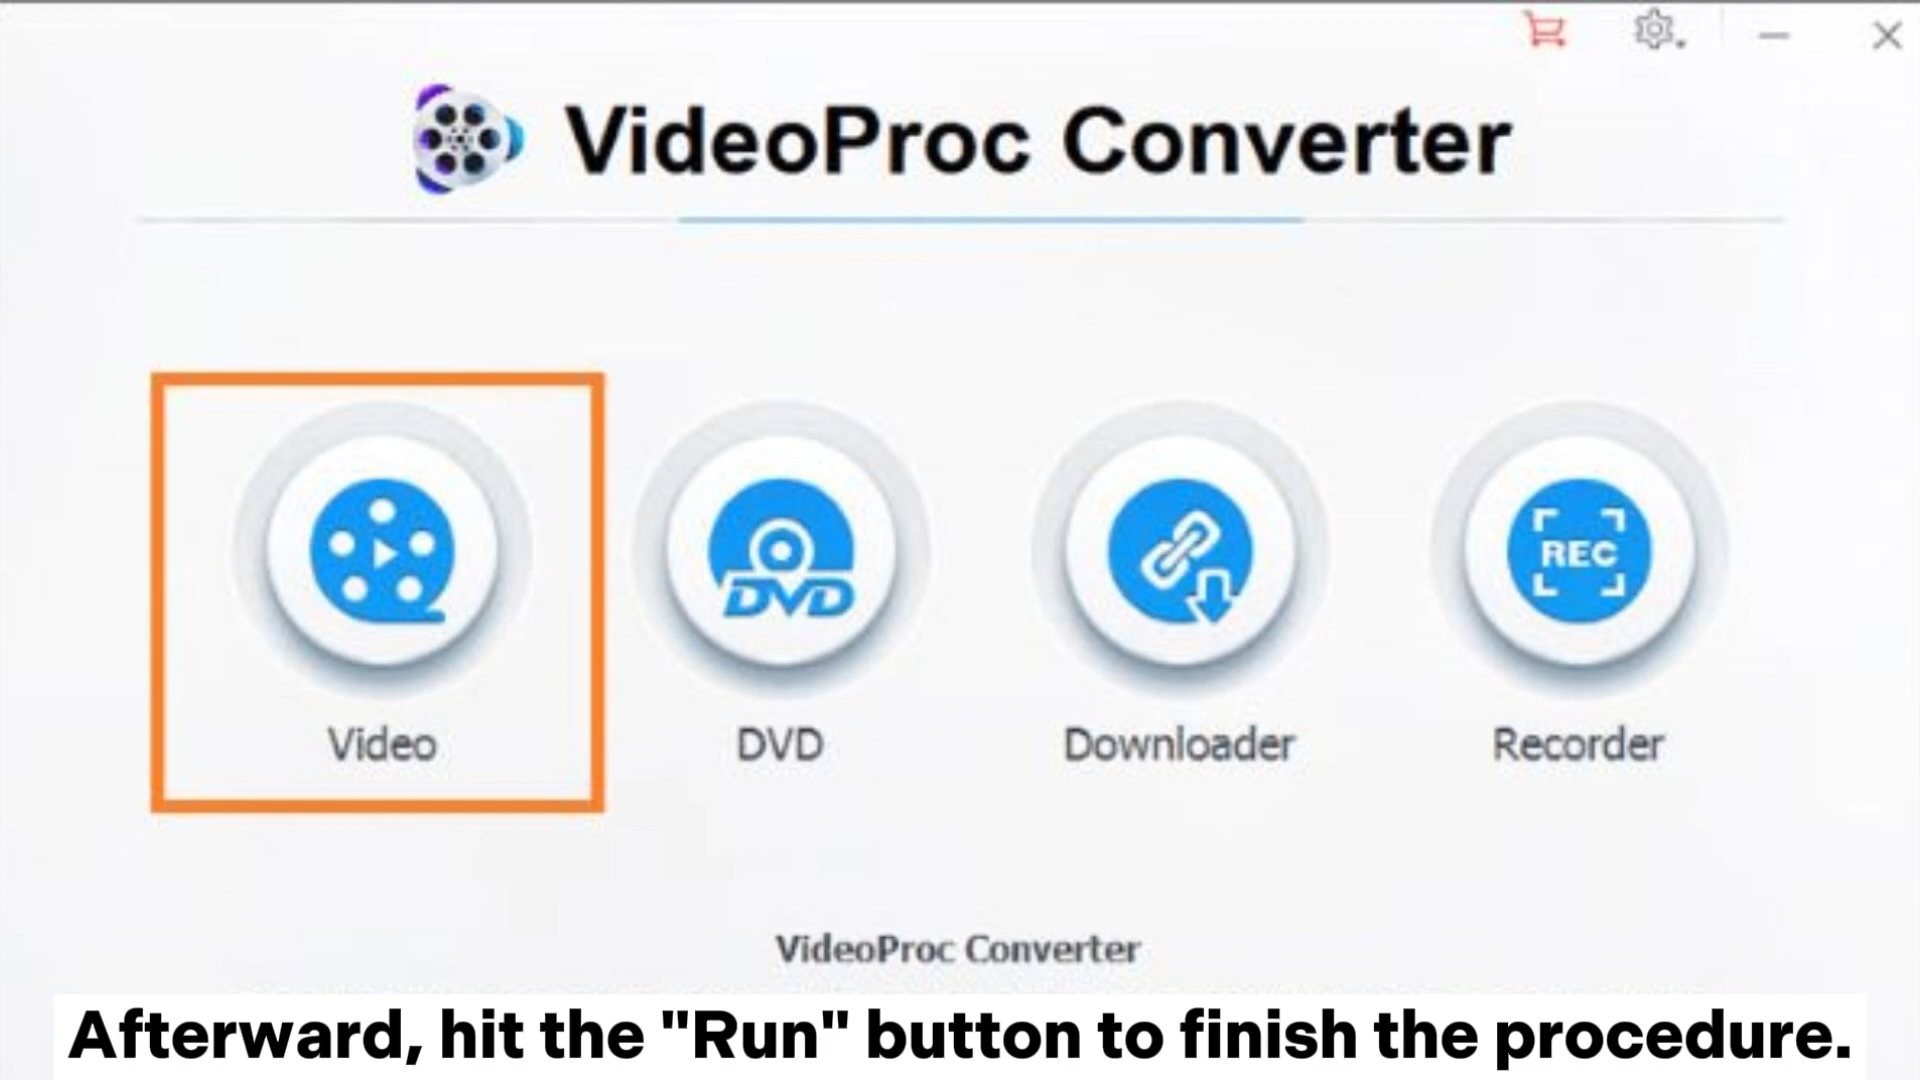 VideoProc Converter
DVD
REC
Video
DVD
Downloader
Recorder
VideoProc Converter
Afterward, hit the "Run" button to finish the procedure.